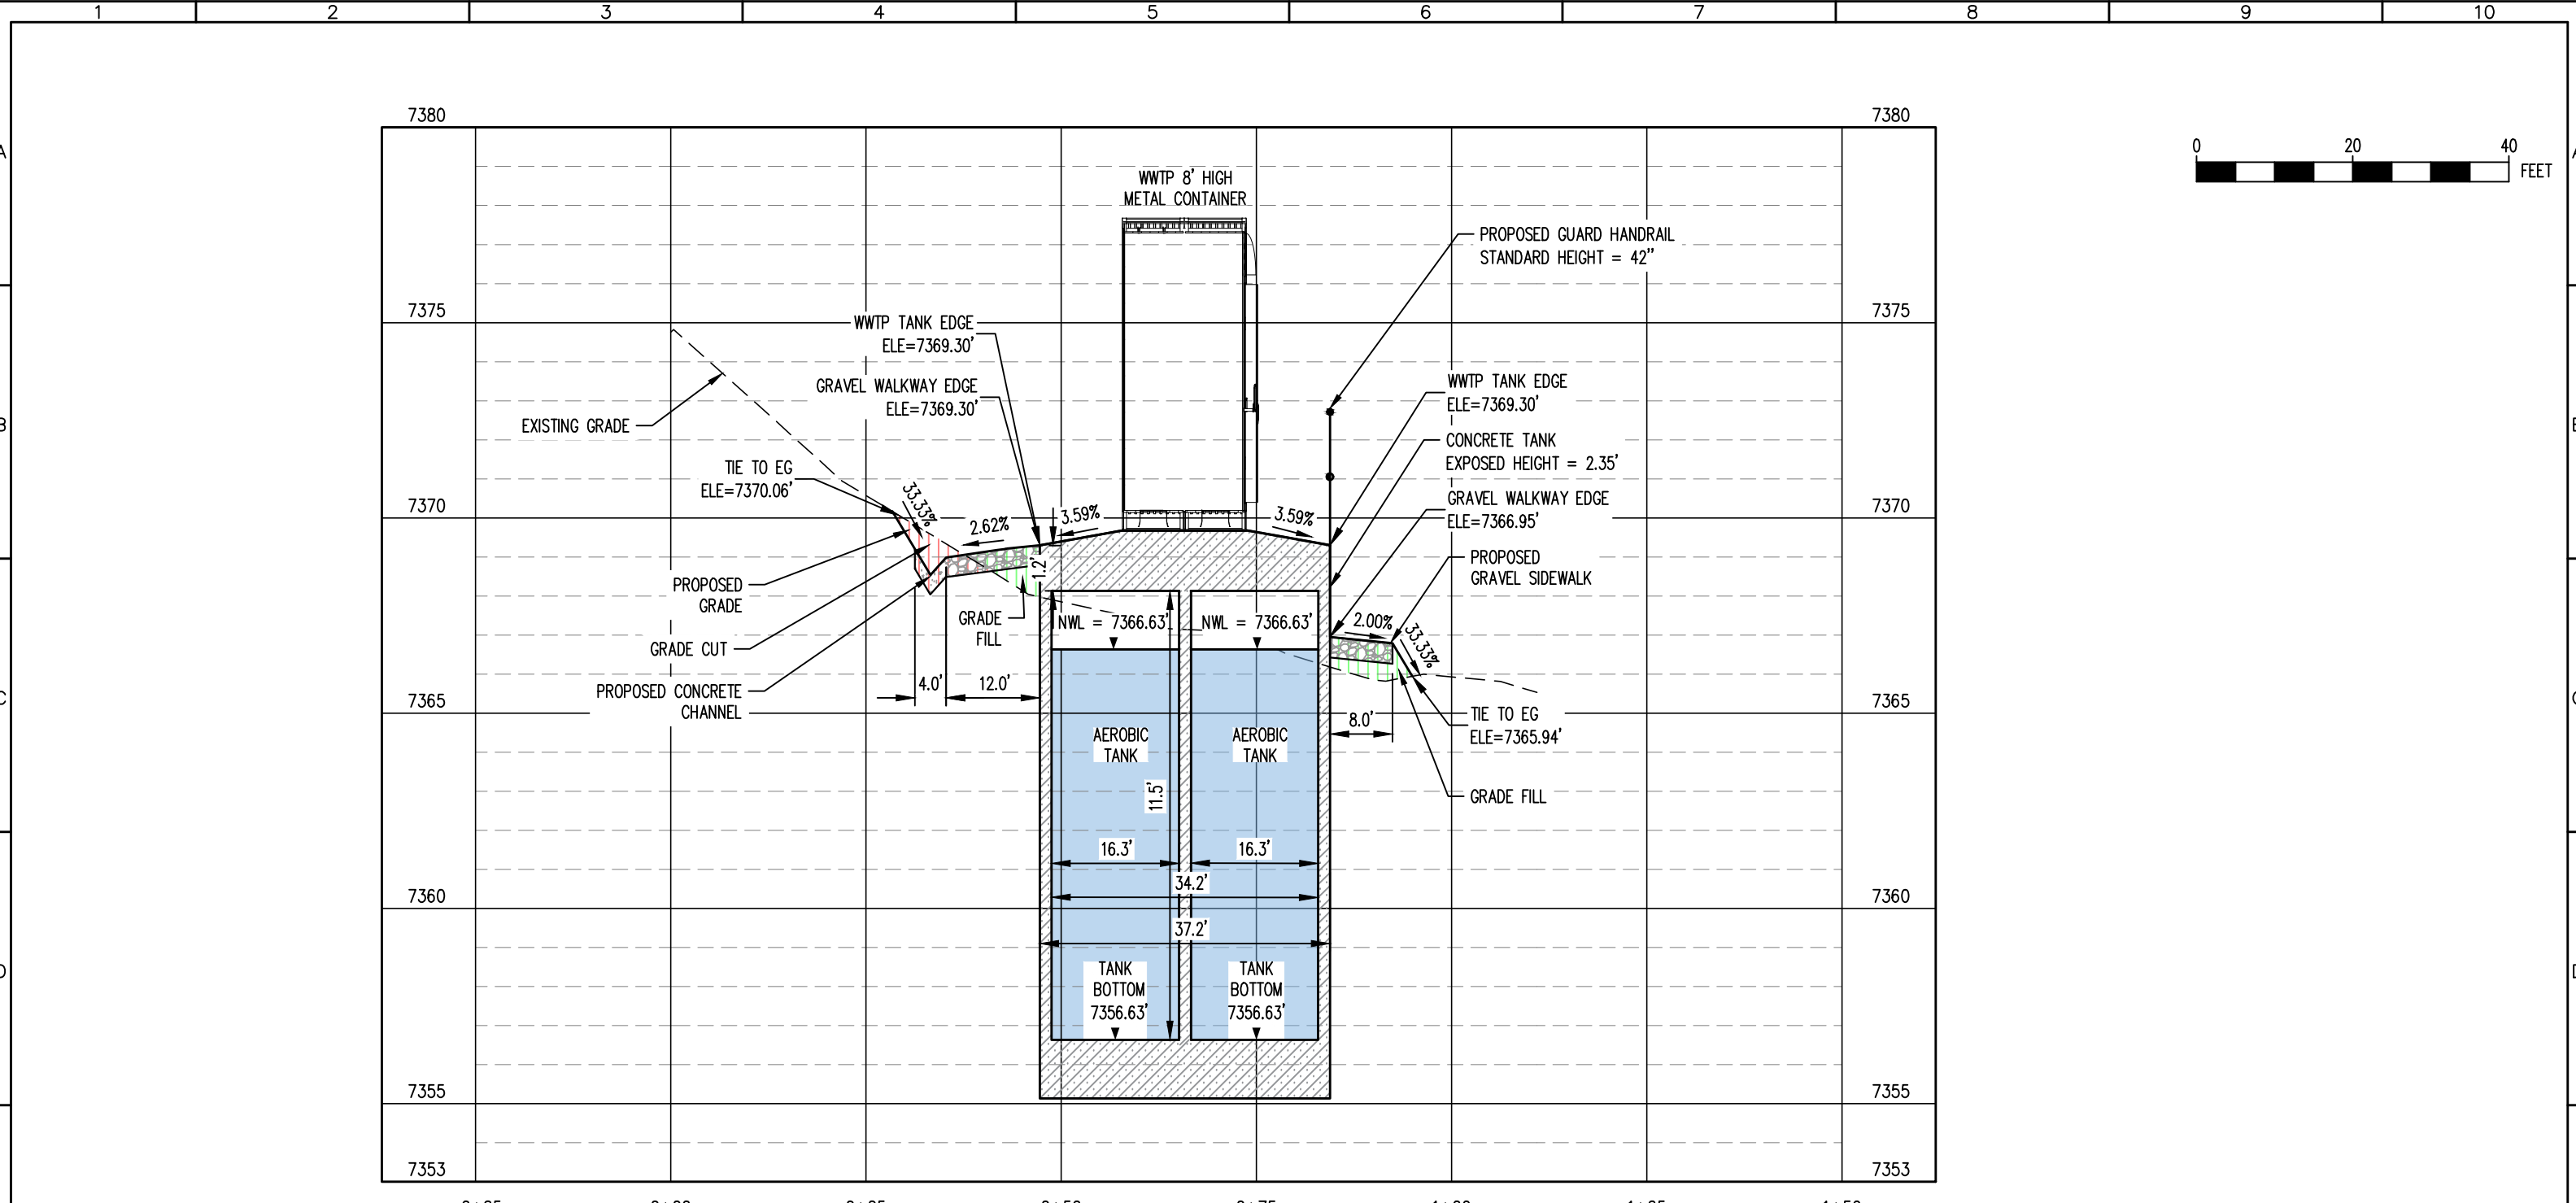 1 2 3 4 5 6 7 8 9 10
A
7380
7380
0 20 40
FEET
WWTP 8' HIGH
METAL CONTAINER
PROPOSED GUARD HANDRAIL
STANDARD HEIGHT = 42"
7375
7375
WWTP TANK EDGE
ELE=7369.30'
GRAVEL WALKWAY EDGE
ELE=7369.30'
EXISTING GRADE
TIE TO EG
ELE=7370.06'
WWTP TANK EDGE
ELE=7369.30'
CONCRETE TANK
EXPOSED HEIGHT = 2.35'
GRAVEL WALKWAY EDGE
ELE=7366.95'
B
7370
7370
33.33%
2.62%
3.59%
3.59%
PROPOSED
GRAVEL SIDEWALK
1.2'
PROPOSED
GRADE
GRADE
FILL
GRADE CUT
NWL = 7366.63'
NWL = 7366.63'
2.00%
33.33%
PROPOSED CONCRETE
CHANNEL
4.0'
12.0'
C
7365
7365
8.0'
TIE TO EG
ELE=7365.94'
AEROBIC
TANK
AEROBIC
TANK
11.5'
GRADE FILL
16.3'
16.3'
34.2'
7360
7360
37.2'
D
TANK
BOTTOM
7356.63'
TANK
BOTTOM
7356.63'
7355
7355
7353
7353